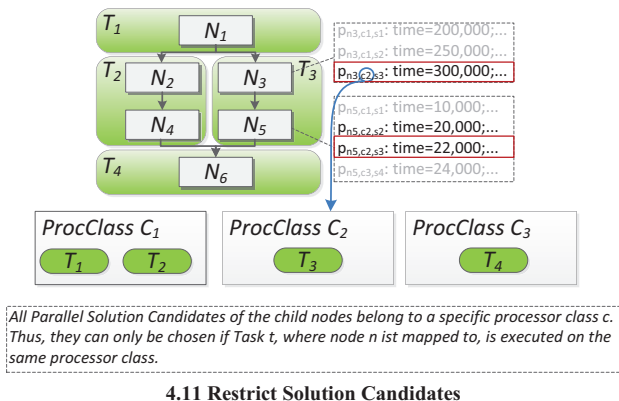 T1
N1
T2
N2
N3
T3
N4
N5
T4
N6
pn3,c1,s1: time=200,000;...
pn3,c1,s2: time=250,000;...
pn3,c2,s3: time=300,000;...
pn5,c1,s1: time=10,000;...
pn5,c2,s2: time=20,000;...
pn5,c2,s3: time=22,000;...
pn5,c3,s4: time=24,000;...
ProcClass C1
T1 T2
ProcClass C2
T3
ProcClass C3
T4
All Parallel Solution Candidates of the child nodes belong to a specific processor class c.
Thus, they can only be chosen if Task t, where node n ist mapped to, is executed on the
same processor class.
4.11 Restrict Solution Candidates